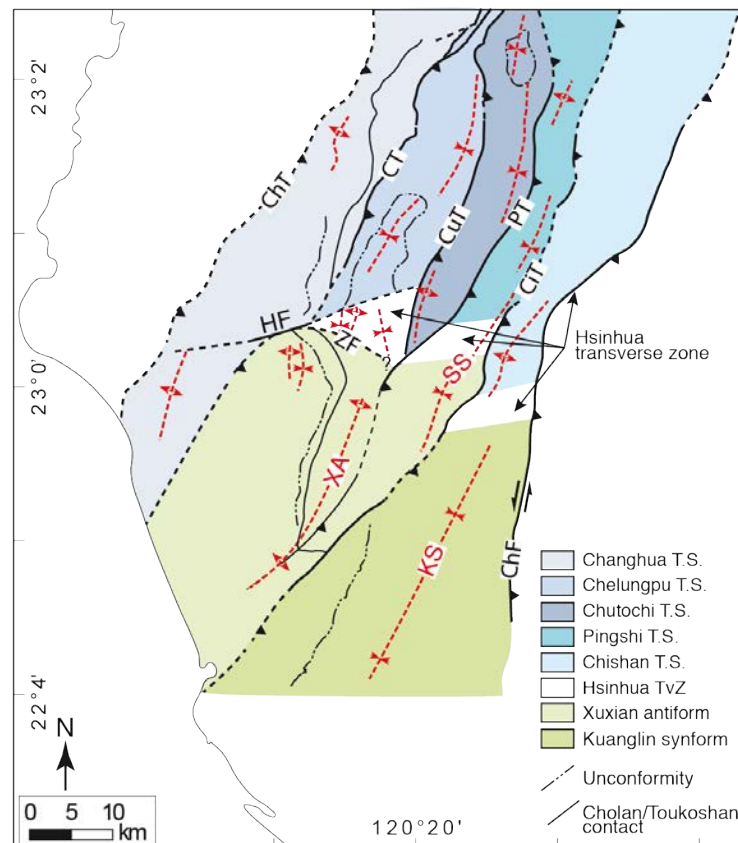 23°2'
ChT
CT
CuT
PT
CiT
HF
ZF
?
SS
Hsinhua
transverse zone
23°0'
XA
KS
ChF
Changhua T.S.
Chelungpu T.S.
Chutochi T.S.
Pingshi T.S.
Chishan T.S.
Hsinhua TvZ
Xuxian antiform
Kuanglin synform
Unconformity
Cholan/Toukoshan
contact
22°4'
N
0 5 10
km
120°20'